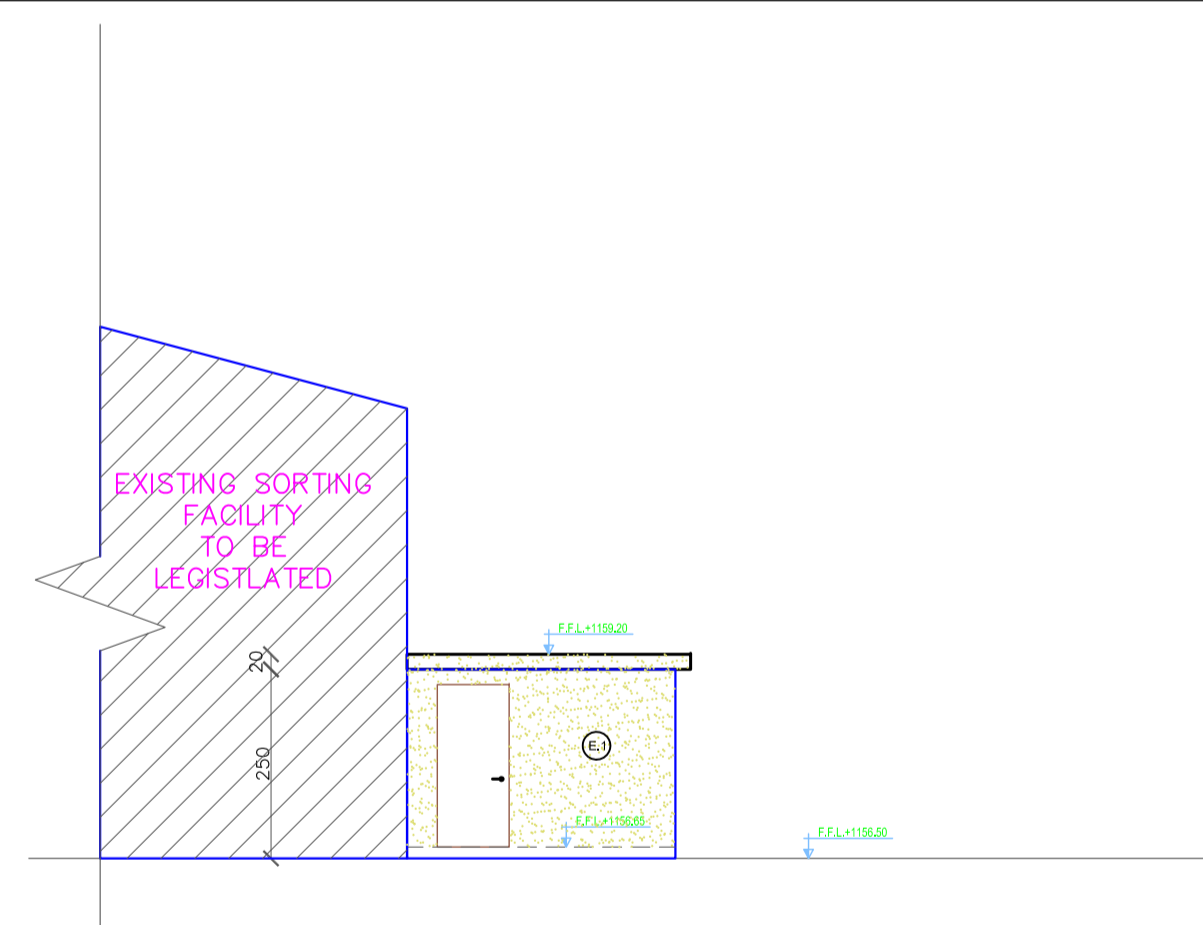 EXISTING SORTING
FACILITY
TO BE
LEGISTLATED
F.F.L.+1159.20
20
250
E.1
F.F.L.+1156.65
F.F.L.+1156.50